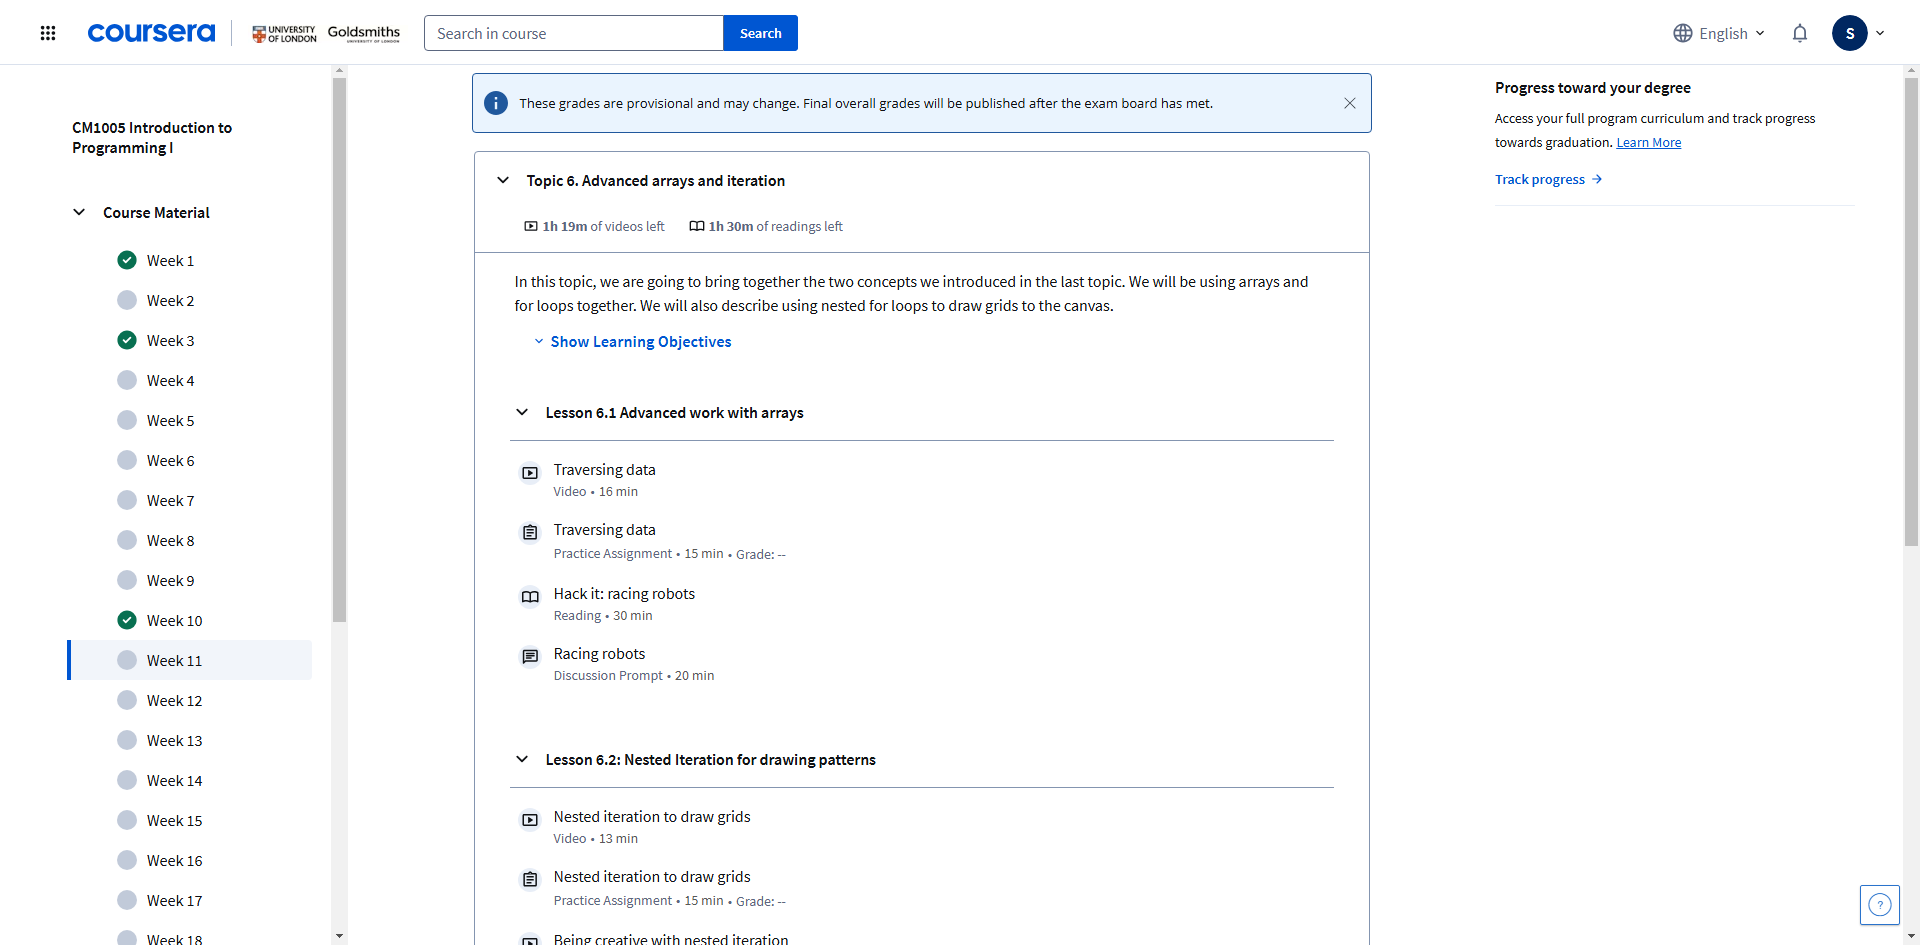 coursera
UNIVERSITY
OF LONDON
Goldsmiths
UNIVERSITY OF LONDON
Search in course
Search
English
S
CM1005 Introduction to
Programming I
Course Material
Week 1
Week 2
Week 3
Week 4
Week 5
Week 6
Week 7
Week 8
Week 9
Week 10
Week 11
Week 12
Week 13
Week 14
Week 15
Week 16
Week 17
Week 18
i
These grades are provisional and may change. Final overall grades will be published after the exam board has met.
Topic 6. Advanced arrays and iteration
1h 19m of videos left
1h 30m of readings left
In this topic, we are going to bring together the two concepts we introduced in the last topic. We will be using arrays and
for loops together. We will also describe using nested for loops to draw grids to the canvas.
Show Learning Objectives
Lesson 6.1 Advanced work with arrays
Traversing data
Video • 16 min
Traversing data
Practice Assignment • 15 min • Grade: --
Hack it: racing robots
Reading • 30 min
Racing robots
Discussion Prompt • 20 min
Lesson 6.2: Nested Iteration for drawing patterns
Nested iteration to draw grids
Video • 13 min
Nested iteration to draw grids
Practice Assignment • 15 min • Grade: --
Being creative with nested iteration
Progress toward your degree
Access your full program curriculum and track progress
towards graduation. Learn More
Track progress →
?